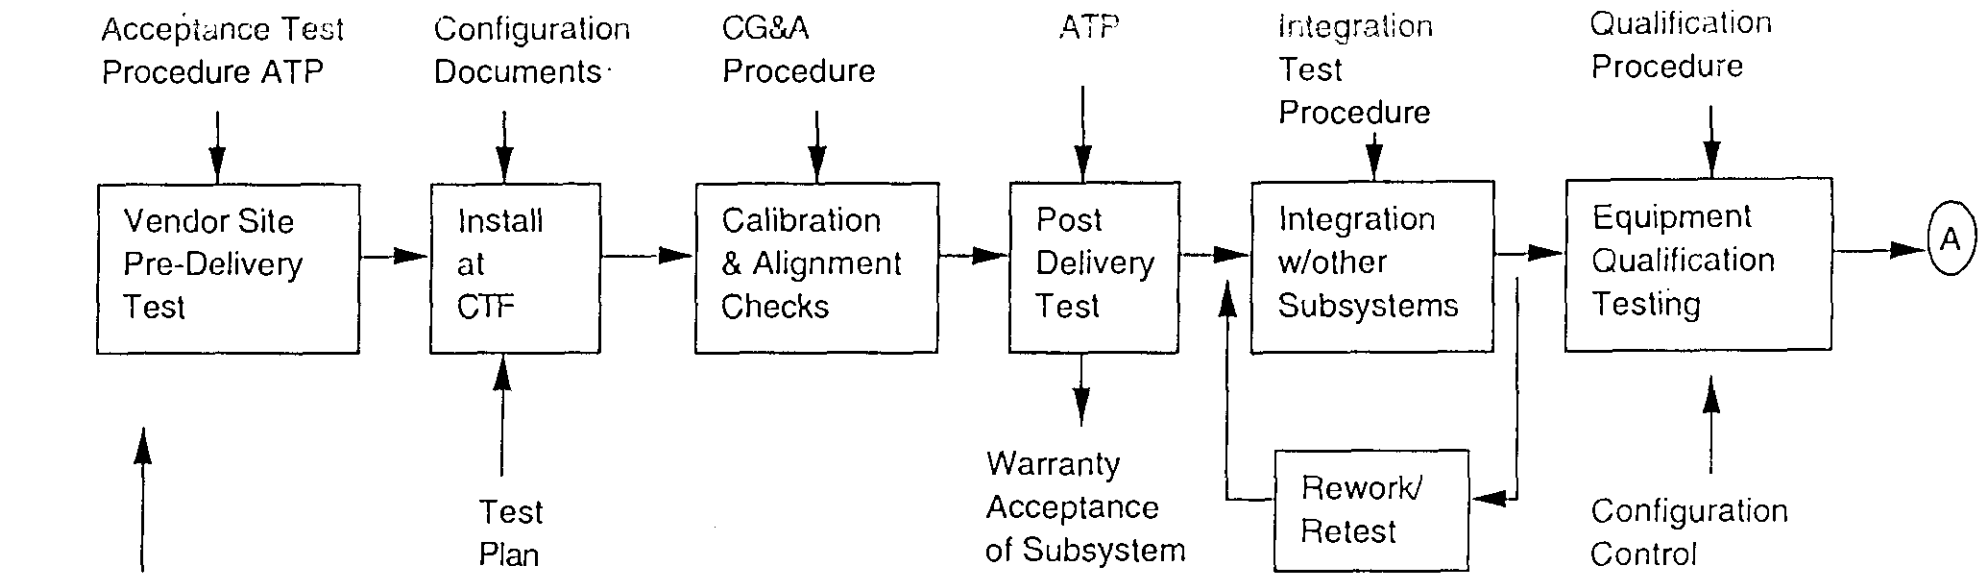 Acceptance Test
Procedure ATP
Configuration
Documents
CG&A
Procedure
ATP
Integration
Test
Procedure
Qualification
Procedure
Vendor Site
Pre-Delivery
Test
Install
at
CTF
Calibration
& Alignment
Checks
Post
Delivery
Test
Integration
w/other
Subsystems
Equipment
Qualification
Testing
A
Test
Plan
Warranty
Acceptance
of Subsystem
Rework/
Retest
Configuration
Control